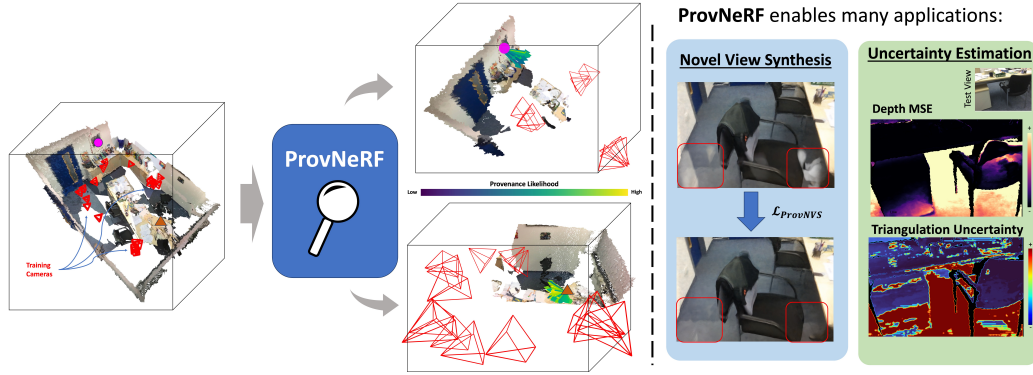 Training
Cameras
ProvNeRF
Provenance Likelihood
Low
High
ProvNeRF enables many applications:
Novel View Synthesis
ℒ_ProvNVS
Uncertainty Estimation
Test View
Depth MSE
Triangulation Uncertainty